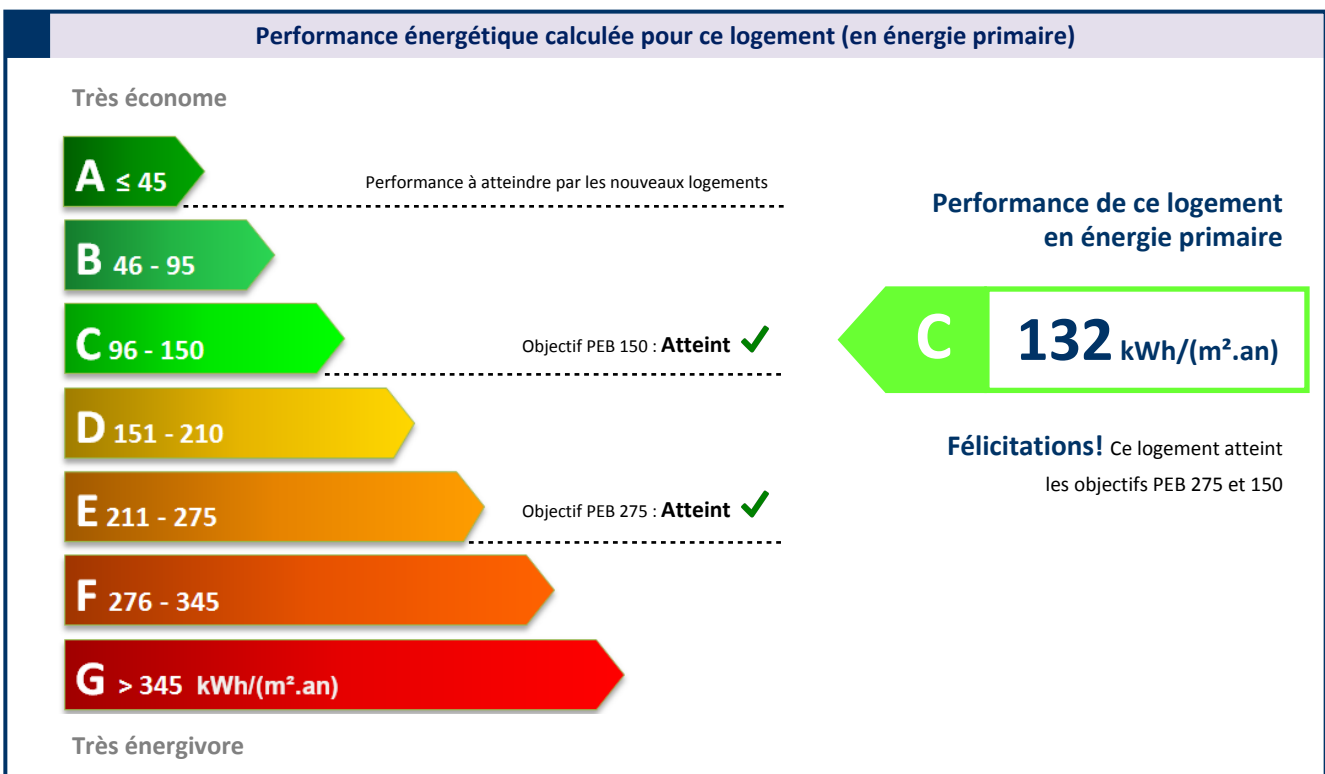 Performance énergétique calculée pour ce logement (en énergie primaire)
Très économe
A ≤ 45
Performance à atteindre par les nouveaux logements
B 46 - 95
C 96 - 150
Objectif PEB 150 : Atteint
D 151 - 210
E 211 - 275
Objectif PEB 275 : Atteint
F 276 - 345
G > 345 kWh/(m².an)
Très énergivore
Performance de ce logement
en énergie primaire
C 132 kWh/(m².an)
Félicitations! Ce logement atteint
les objectifs PEB 275 et 150